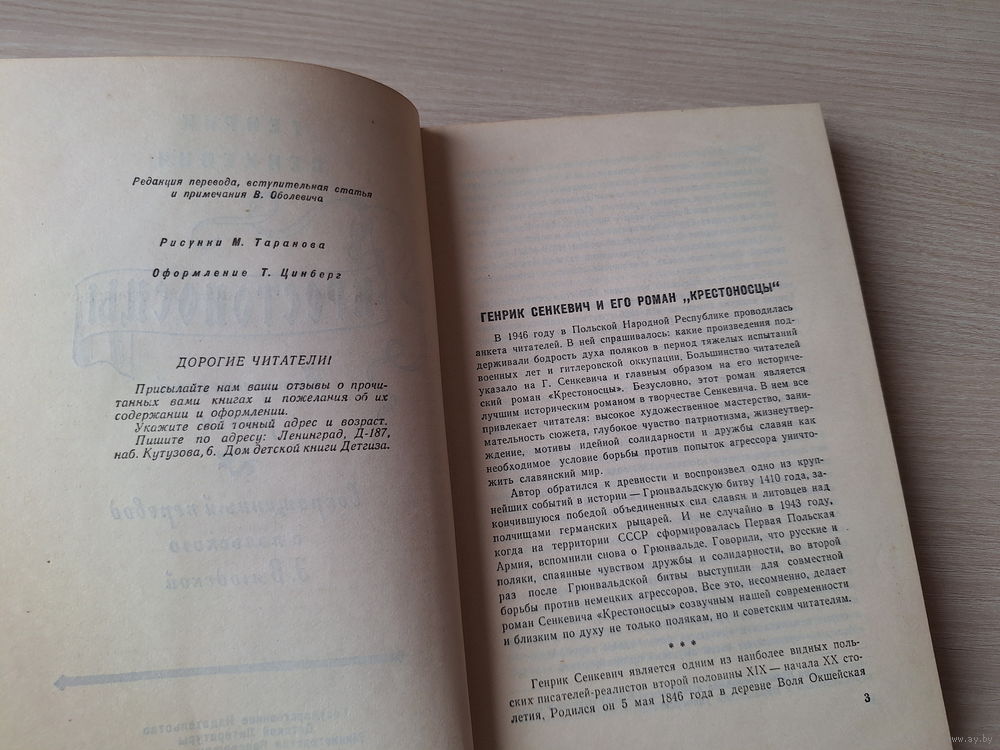 Редакция перевода, вступительная статья
и примечания В. Оболевича
Рисунки М. Таранова
Оформление Т. Цинберг
ДОРОГИЕ ЧИТАТЕЛИ!
Присылайте нам ваши отзывы о прочи-
танных вами книгах и пожелания об их
содержании и оформлении.
Укажите свой точный адрес и возраст.
Пишите по адресу: Ленинград, Д-187,
наб. Кутузова, 6. Дом детской книги Детгиза.
ГЕНРИК СЕНКЕВИЧ И ЕГО РОМАН „КРЕСТОНОСЦЫ“
В 1946 году в Польской Народной Республике проводилась
анкета читателей. В ней спрашивалось: какие произведения под-
держивали бодрость духа поляков в период тяжелых испытаний
военных лет и гитлеровской оккупации. Большинство читателей
указало на Г. Сенкевича и главным образом на его историче-
ский роман «Крестоносцы». Безусловно, этот роман является
лучшим историческим романом в творчестве Сенкевича. В нем все
привлекает читателя: высокое художественное мастерство, зани-
мательность сюжета, глубокое чувство патриотизма, жизнеутвер-
ждение, мотивы идейной солидарности и дружбы славян как
необходимое условие борьбы против попыток агрессора уничто-
жить славянский мир.
Автор обратился к древности и воспроизвел одно из круп-
нейших событий в истории — Грюнвальдскую битву 1410 года, за-
кончившуюся победой объединенных сил славян и литовцев над
полчищами германских рыцарей. И не случайно в 1943 году,
когда на территории СССР сформировалась Первая Польская
Армия, вспомнили снова о Грюнвальде. Говорили, что русские и
поляки, спаянные чувством дружбы и солидарности, во второй
раз после Грюнвальдской битвы выступили для совместной
борьбы против немецких агрессоров. Все это, несомненно, делает
роман Сенкевича «Крестоносцы» созвучным нашей современности
и близким по духу не только полякам, но и советским читателям.
* * *
Генрик Сенкевич является одним из наиболее видных поль-
ских писателей-реалистов второй половины XIX — начала XX сто-
летия. Родился он 5 мая 1846 года в деревне Воля Окшейская
3
www.ay.by